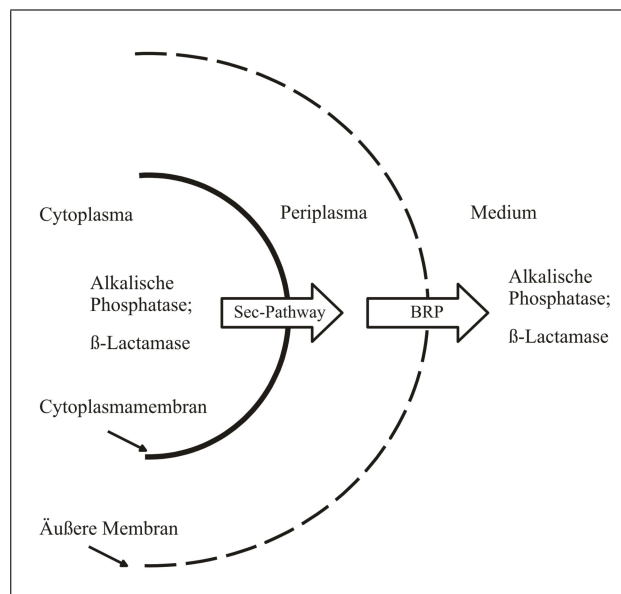 Cytoplasma
Periplasma
Medium
Alkalische
Phosphatase;
ß-Lactamase
Sec-Pathway
BRP
Alkalische
Phosphatase;
ß-Lactamase
Cytoplasmamembran
Äußere Membran